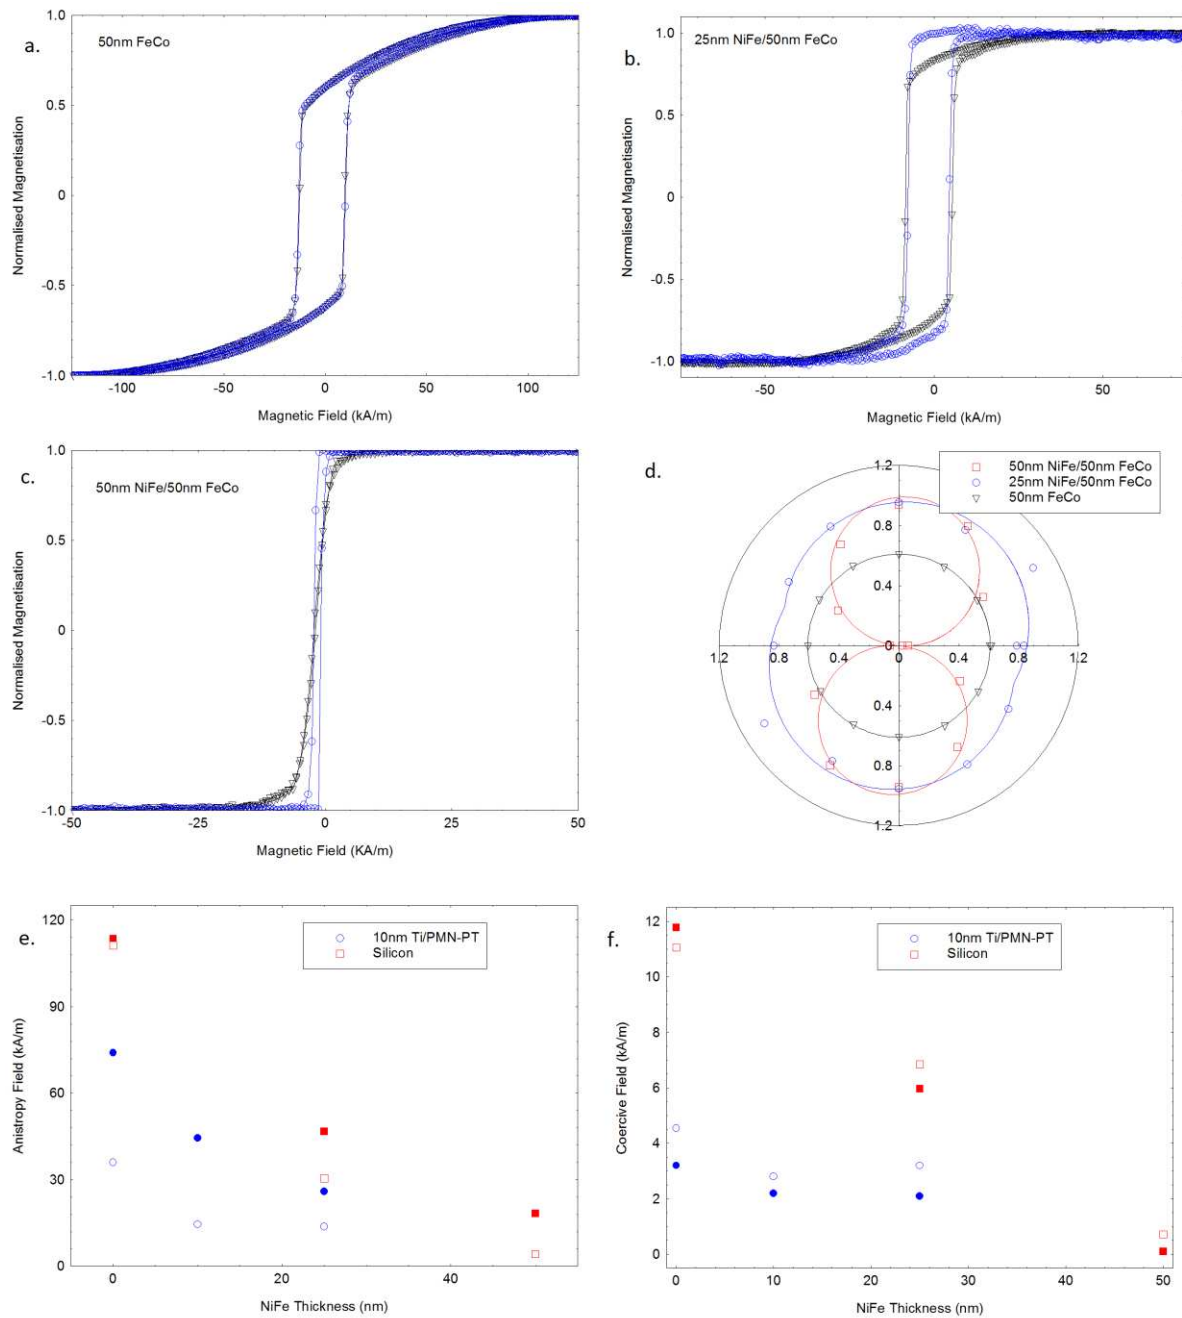 a.
50nm FeCo
1.0
0.5
0
-0.5
-1.0
Normalised Magnetisation
-100
-50
0
50
100
Magnetic Field (kA/m)
b.
25nm NiFe/50nm FeCo
1.0
0.5
0
-0.5
-1.0
Normalised Magnetisation
-50
0
50
Magnetic Field (kA/m)
c.
50nm NiFe/50nm FeCo
1.0
0.5
0
-0.5
-1.0
Normalised Magnetisation
-50
-25
0
25
50
Magnetic Field (KA/m)
d.
50nm NiFe/50nm FeCo
25nm NiFe/50nm FeCo
50nm FeCo
1.2
0.8
0.4
0
1.2
0.8
0.4
0
0.4
0.8
1.2
0.4
0.8
1.2
e.
10nm Ti/PMN-PT
Silicon
120
90
60
30
0
Anistropy Field (kA/m)
0
20
40
NiFe Thickness (nm)
f.
10nm Ti/PMN-PT
Silicon
12
10
8
6
4
2
0
Coercive Field (kA/m)
0
10
20
30
40
50
NiFe Thickness (nm)